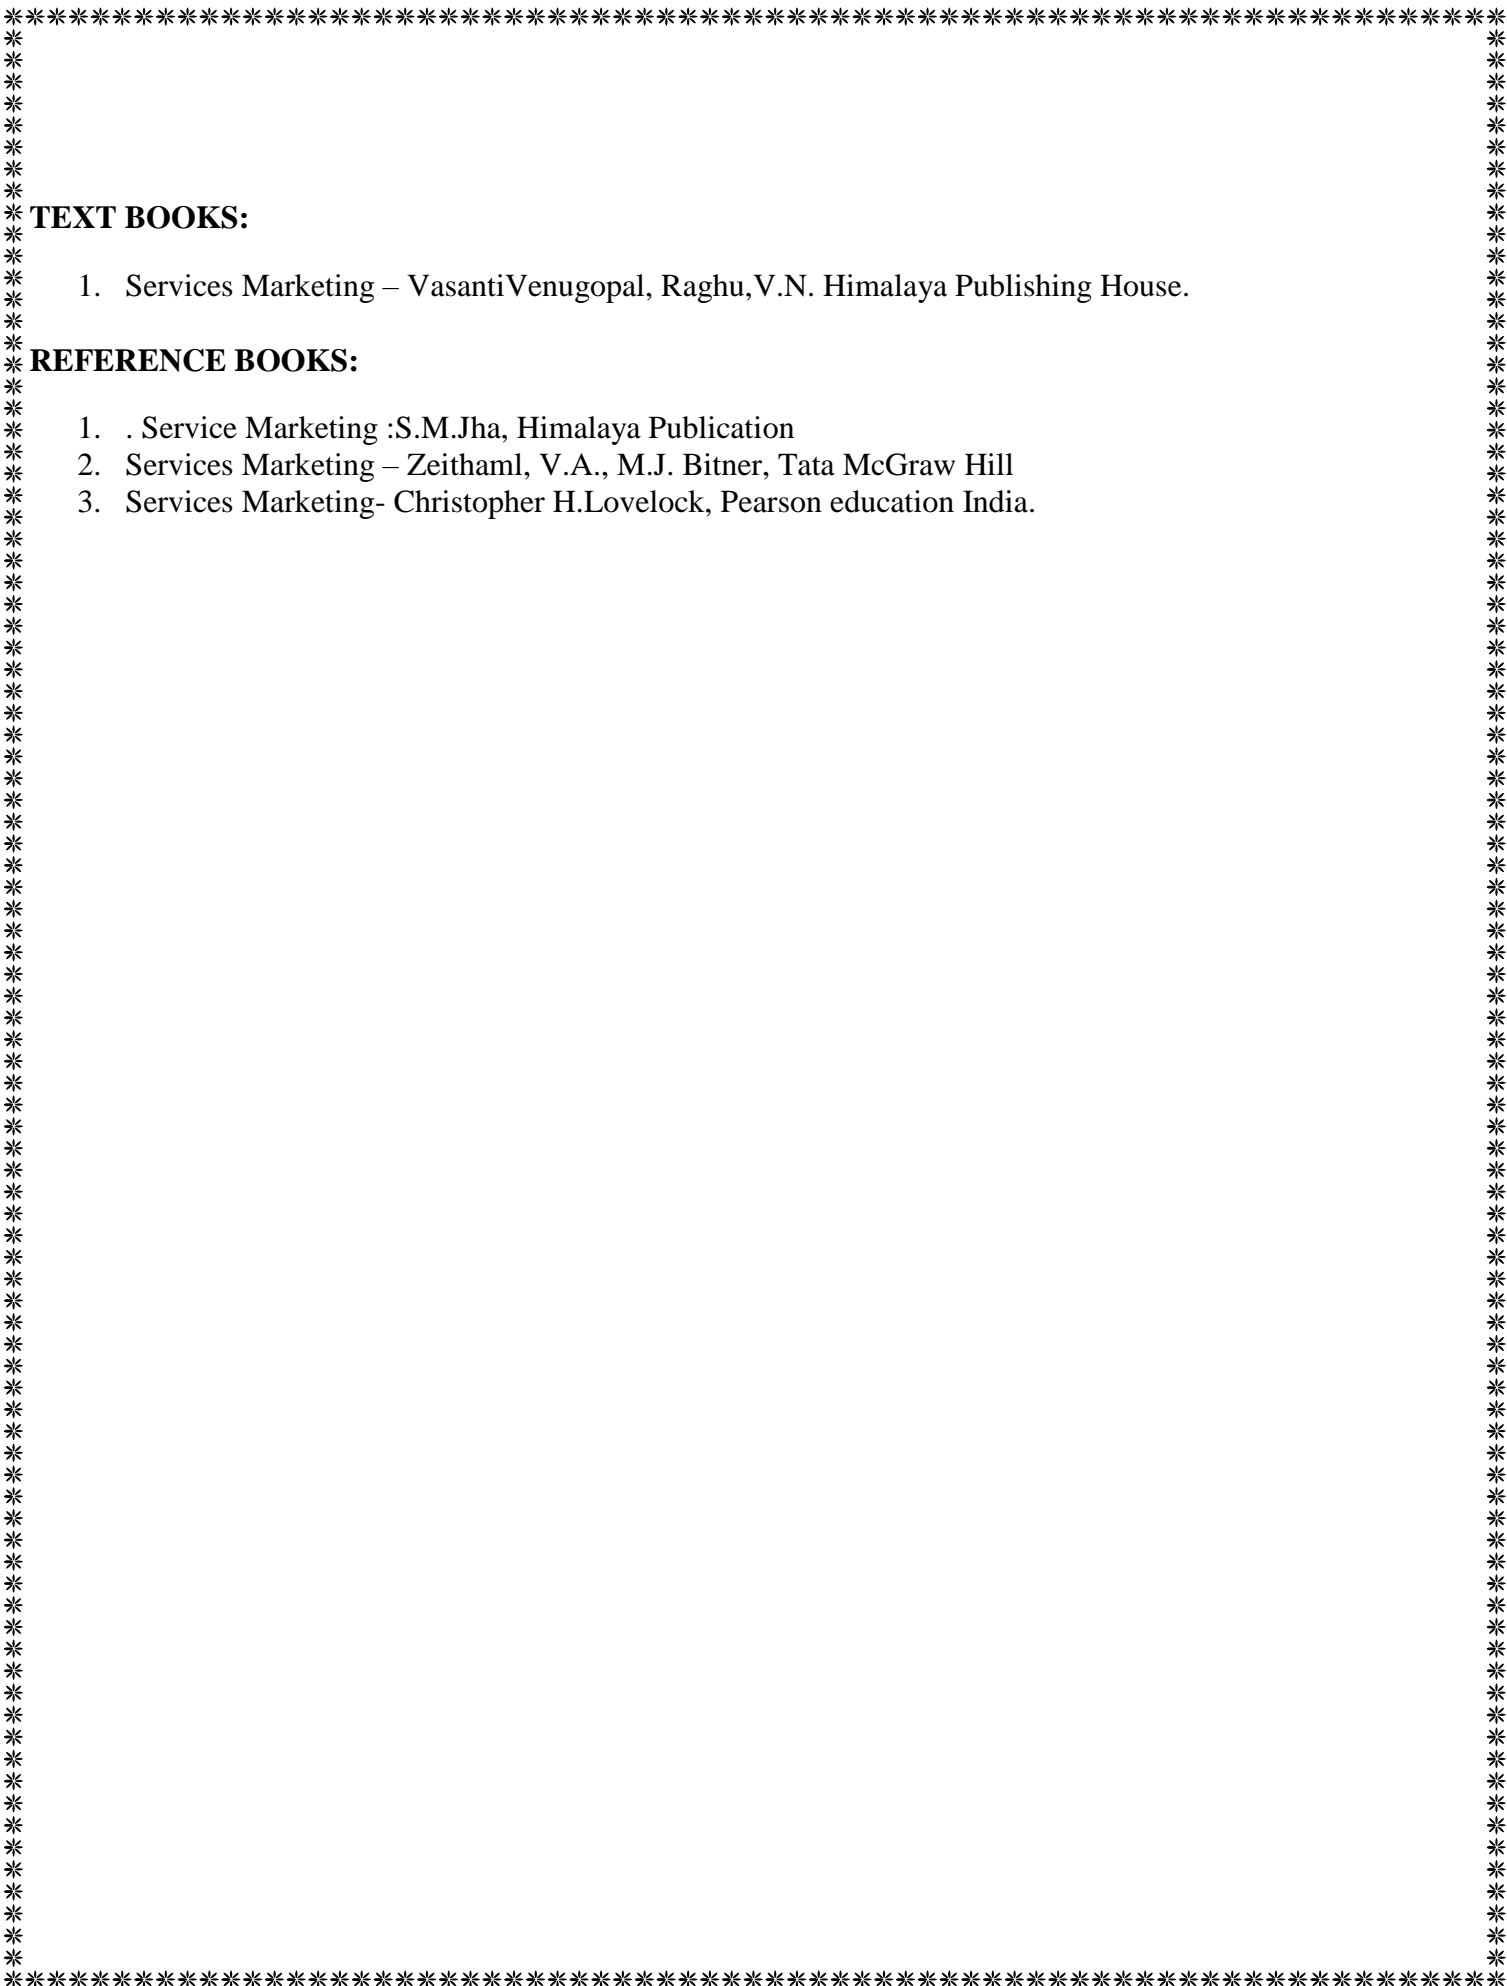 TEXT BOOKS:
1. Services Marketing – VasantiVenugopal, Raghu,V.N. Himalaya Publishing House.
REFERENCE BOOKS:
1. . Service Marketing :S.M.Jha, Himalaya Publication
2. Services Marketing – Zeithaml, V.A., M.J. Bitner, Tata McGraw Hill
3. Services Marketing- Christopher H.Lovelock, Pearson education India.